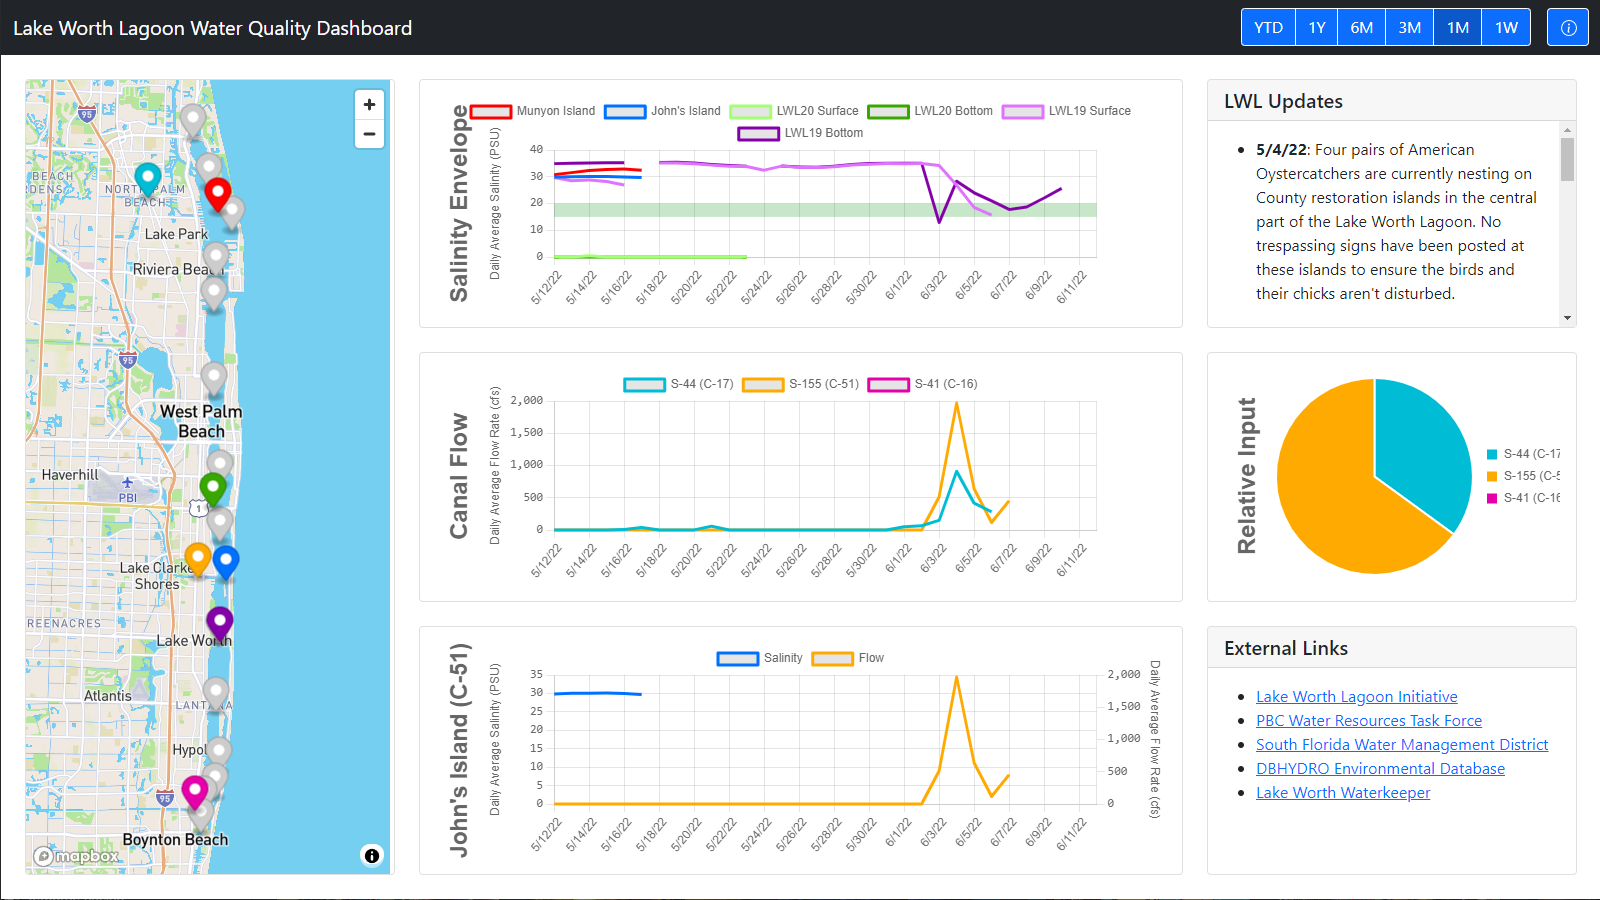 Lake Worth Lagoon Water Quality Dashboard
YTD
1Y
6M
3M
1M
1W
95
BEACH
NORTH PALM
BEACH
Lake Park
Riviera Beach
95
West Palm
Beach
Haverhill
PBI
1
Lake Clarke
Shores
REENACRES
Lake Worth
Atlantis
LANTANA
Hypol
95
Boynton Beach
mapbox
+
−
Salinity Envelope
Daily Average Salinity (PSU)
Munyon Island
John's Island
LWL20 Surface
LWL20 Bottom
LWL19 Surface
LWL19 Bottom
40
30
20
10
0
5/12/22
5/14/22
5/16/22
5/18/22
5/20/22
5/22/22
5/24/22
5/26/22
5/28/22
5/30/22
6/1/22
6/3/22
6/5/22
6/7/22
6/9/22
6/11/22
Canal Flow
Daily Average Flow Rate (cfs)
S-44 (C-17)
S-155 (C-51)
S-41 (C-16)
2,000
1,500
1,000
500
0
5/12/22
5/14/22
5/16/22
5/18/22
5/20/22
5/22/22
5/24/22
5/26/22
5/28/22
5/30/22
6/1/22
6/3/22
6/5/22
6/7/22
6/9/22
6/11/22
John's Island (C-51)
Daily Average Salinity (PSU)
Salinity
Flow
35
30
25
20
15
10
5
0
2,000
1,500
1,000
500
0
Daily Average Flow Rate (cfs)
5/12/22
5/14/22
5/16/22
5/18/22
5/20/22
5/22/22
5/24/22
5/26/22
5/28/22
5/30/22
6/1/22
6/3/22
6/5/22
6/7/22
6/9/22
6/11/22
LWL Updates
5/4/22: Four pairs of American
Oystercatchers are currently nesting on
County restoration islands in the central
part of the Lake Worth Lagoon. No
trespassing signs have been posted at
these islands to ensure the birds and
their chicks aren't disturbed.
Relative Input
S-44 (C-17
S-155 (C-5
S-41 (C-16
External Links
Lake Worth Lagoon Initiative
PBC Water Resources Task Force
South Florida Water Management District
DBHYDRO Environmental Database
Lake Worth Waterkeeper